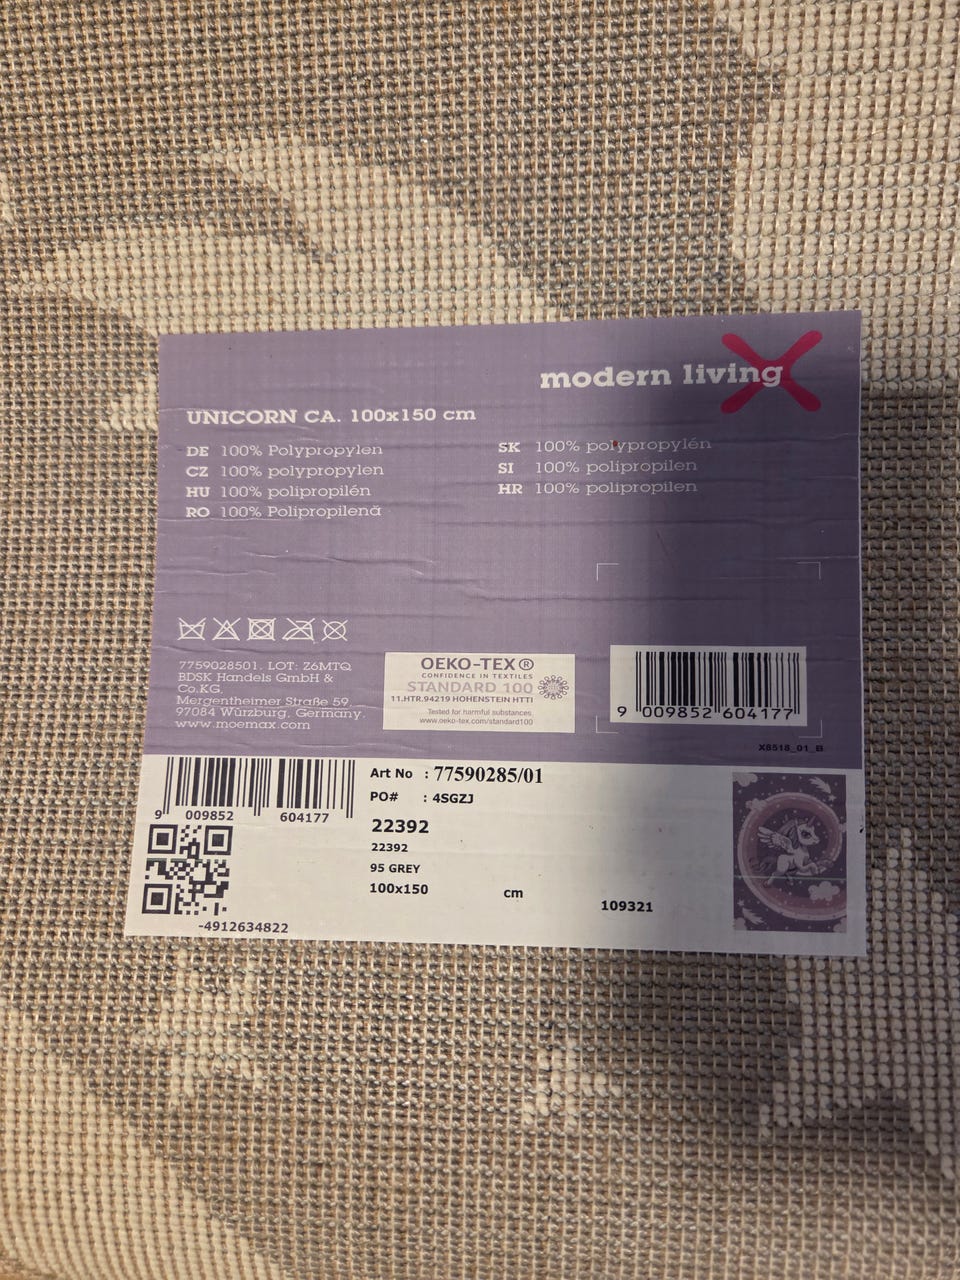 modern living
UNICORN CA. 100x150 cm
DE 100% Polypropylen
CZ 100% polypropylen
HU 100% polipropilén
RO 100% Polipropilenă
SK 100% polypropylén
SI 100% polipropilen
HR 100% polipropilen
7759028501. LOT: Z6MTQ
BDSK Handels GmbH &
Co.KG,
Mergentheimer Straße 59,
97084 Würzburg, Germany.
www.moemax.com
OEKO-TEX®
CONFIDENCE IN TEXTILES
STANDARD 100
11.HTR.94219 HOHENSTEIN HTTI
Tested for harmful substances.
www.oeko-tex.com/standard100
9 009852 604177
X8518_01_B
9 009852 604177
-4912634822
Art No : 77590285/01
PO# : 4SGZJ
22392
22392
95 GREY
100x150 cm
109321